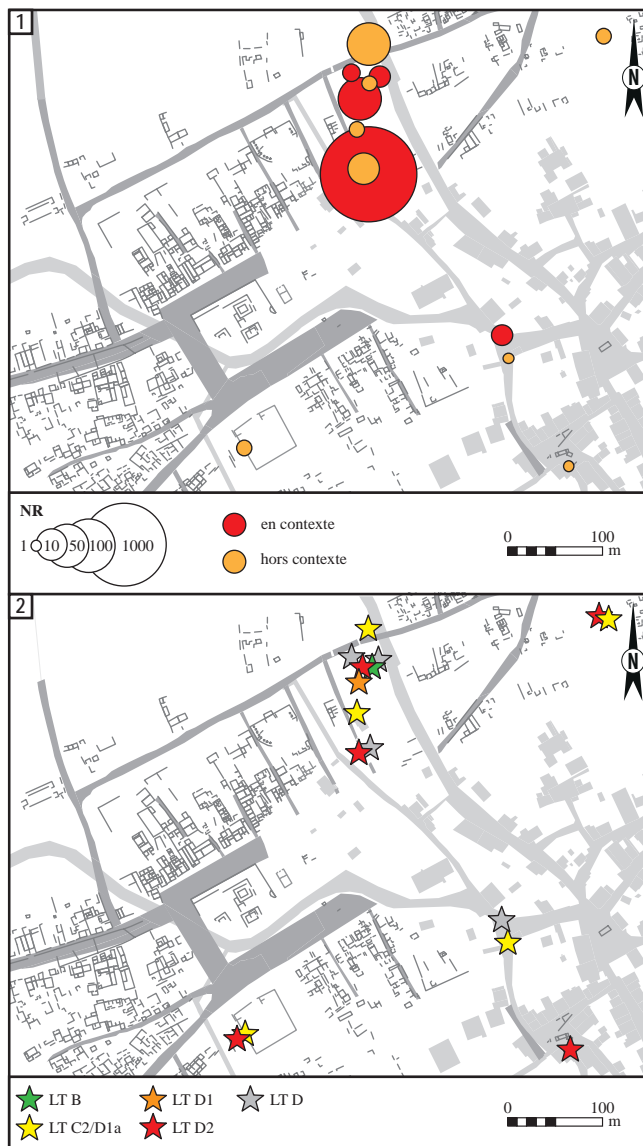 1
N
NR
1 10 50 100 1000
en contexte
hors contexte
0 100
m
2
N
LT B LT D1 LT D
LT C2/D1a LT D2
0 100
m